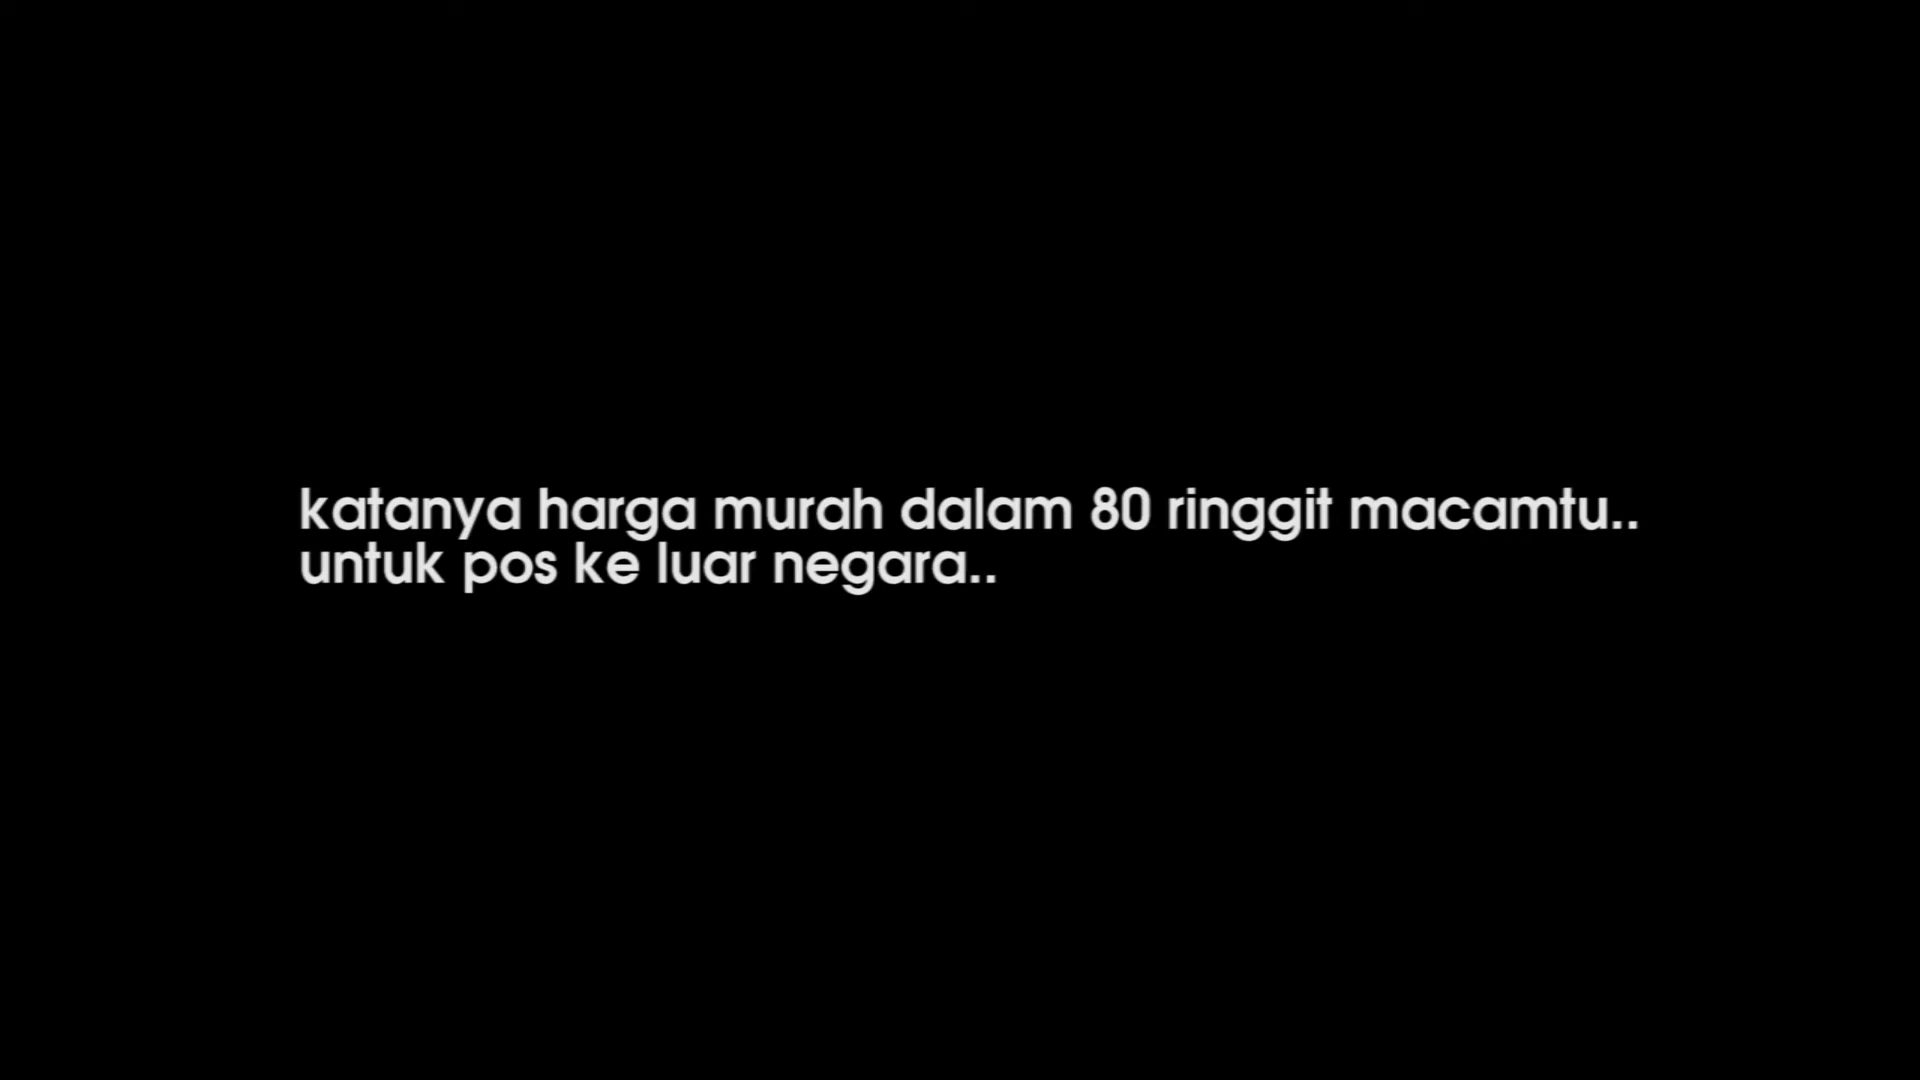 katanya harga murah dalam 80 ringgit macamtu..
untuk pos ke luar negara..